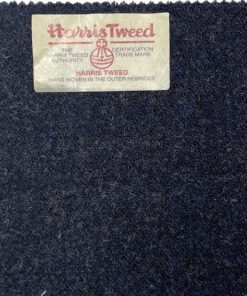 Harris Tweed
THE HARRIS TWEED AUTHORITY
CERTIFICATION TRADE MARK
HARRIS TWEED
HAND WOVEN IN THE OUTER HEBRIDES